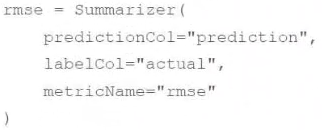 rmse = Summarizer(
    predictionCol="prediction",
    labelCol="actual",
    metricName="rmse"
)